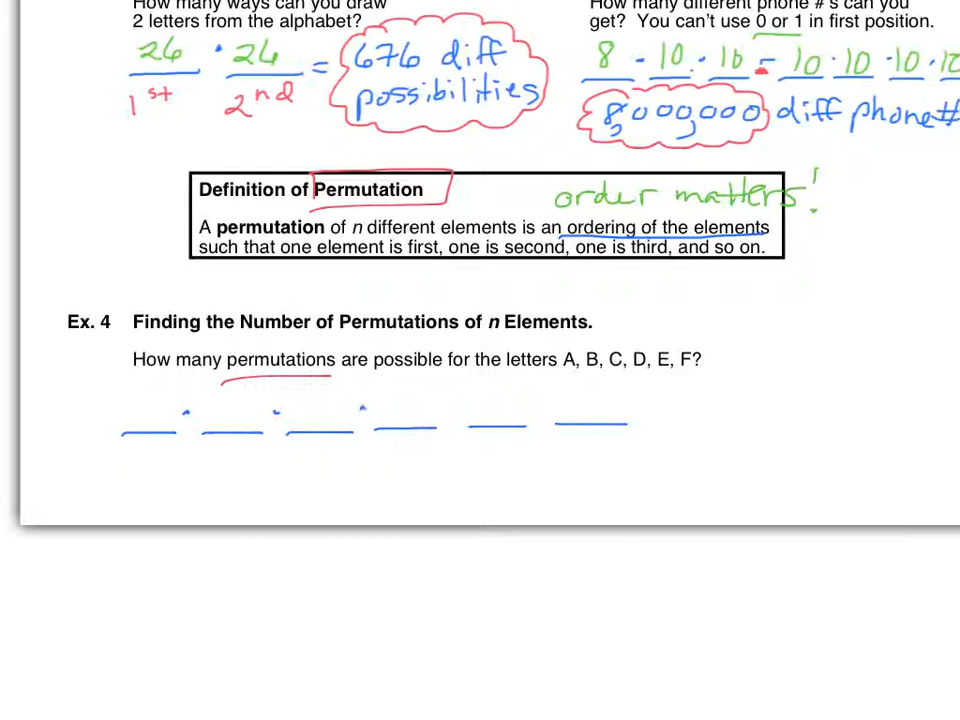 How many ways can you draw
2 letters from the alphabet?
26 · 26 = 676 diff possibilities
1st 2nd
How many different phone #'s can you
get? You can't use 0 or 1 in first position.
8 · 10 · 10 - 10 · 10 · 10 · 10
8,000,000 diff phone#
Definition of Permutation
order matters!
A permutation of n different elements is an ordering of the elements
such that one element is first, one is second, one is third, and so on.
Ex. 4 Finding the Number of Permutations of n Elements.
How many permutations are possible for the letters A, B, C, D, E, F?